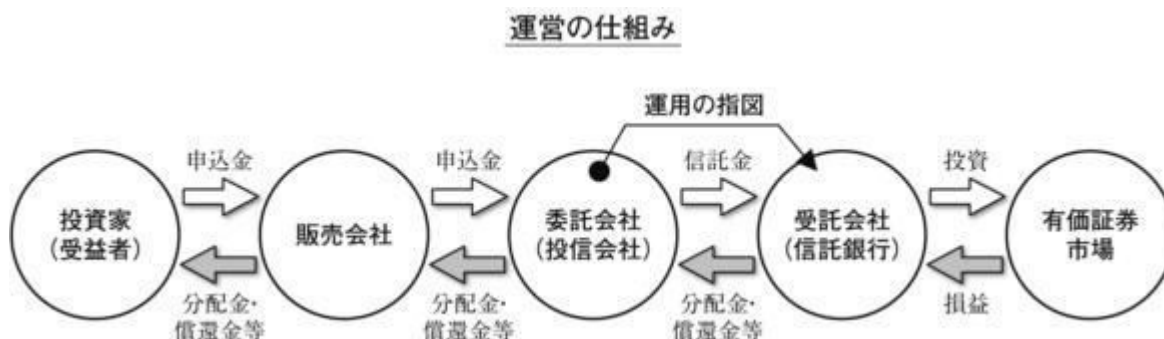 運営の仕組み
運用の指図
申込金
申込金
信託金
投資
投資家
(受益者)
販売会社
委託会社
(投信会社)
受託会社
(信託銀行)
有価証券
市場
分配金・
償還金等
分配金・
償還金等
分配金・
償還金等
損益